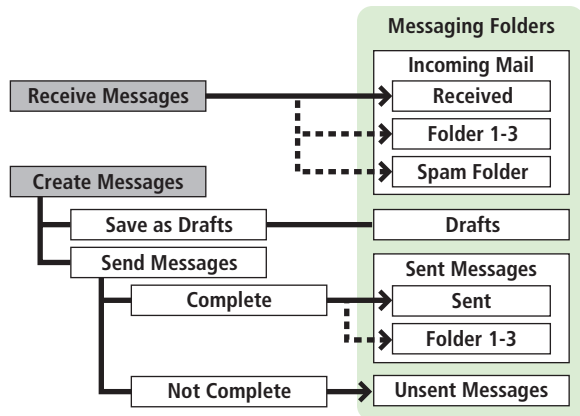 Messaging Folders
Incoming Mail
Receive Messages
Received
Folder 1-3
Spam Folder
Create Messages
Save as Drafts
Drafts
Send Messages
Sent Messages
Complete
Sent
Folder 1-3
Not Complete
Unsent Messages